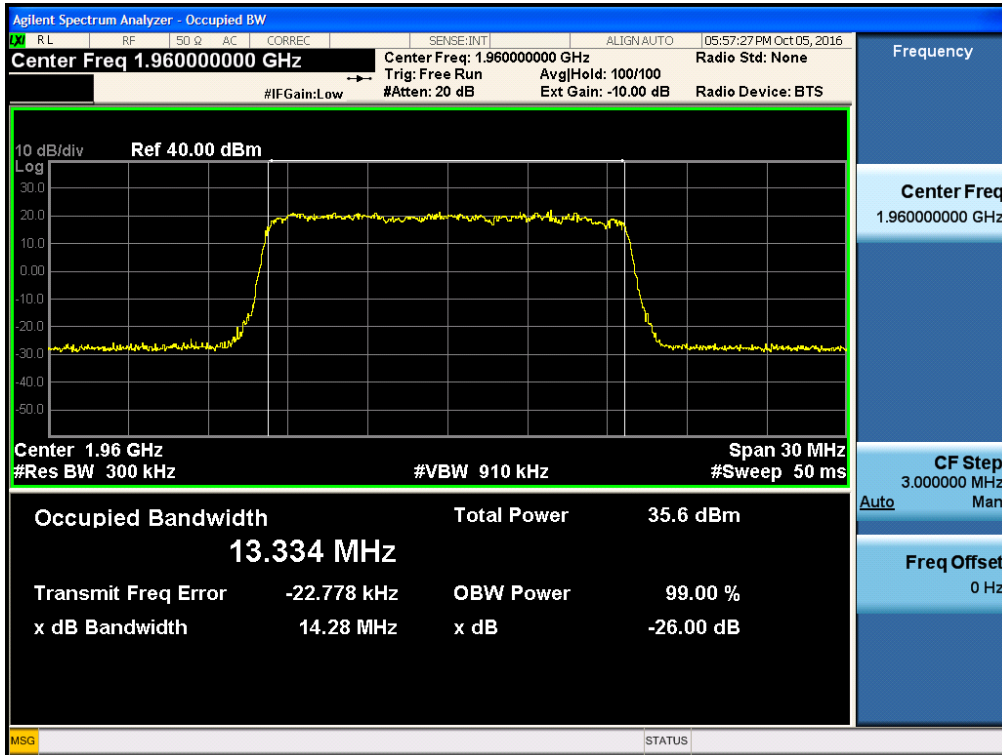 Agilent Spectrum Analyzer - Occupied BW
LXI RL RF 50 Ω AC CORREC SENSE:INT ALIGN AUTO 05:57:27 PM Oct 05, 2016
Center Freq 1.960000000 GHz
Center Freq: 1.960000000 GHz Radio Std: None
Trig: Free Run Avg|Hold: 100/100
#IFGain:Low #Atten: 20 dB Ext Gain: -10.00 dB Radio Device: BTS
10 dB/div Ref 40.00 dBm
Log
30.0
20.0
10.0
0.00
-10.0
-20.0
-30.0
-40.0
-50.0
Center 1.96 GHz Span 30 MHz
#Res BW 300 kHz #VBW 910 kHz #Sweep 50 ms
Occupied Bandwidth Total Power 35.6 dBm
13.334 MHz
Transmit Freq Error -22.778 kHz OBW Power 99.00 %
x dB Bandwidth 14.28 MHz x dB -26.00 dB
Frequency
Center Freq
1.960000000 GHz
CF Step
3.000000 MHz
Auto Man
Freq Offset
0 Hz
MSG STATUS